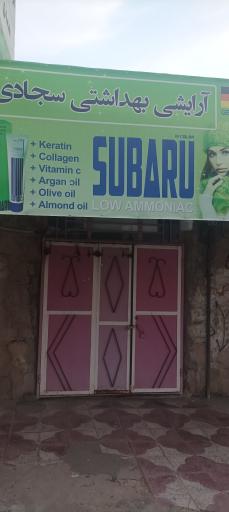 آرایشی بهداشتی سجادی
+ Keratin
+ Collagen
+ Vitamin c
+ Argan oil
+ Olive oil
+ Almond oil
SUBARU
LOW AMMONIAC